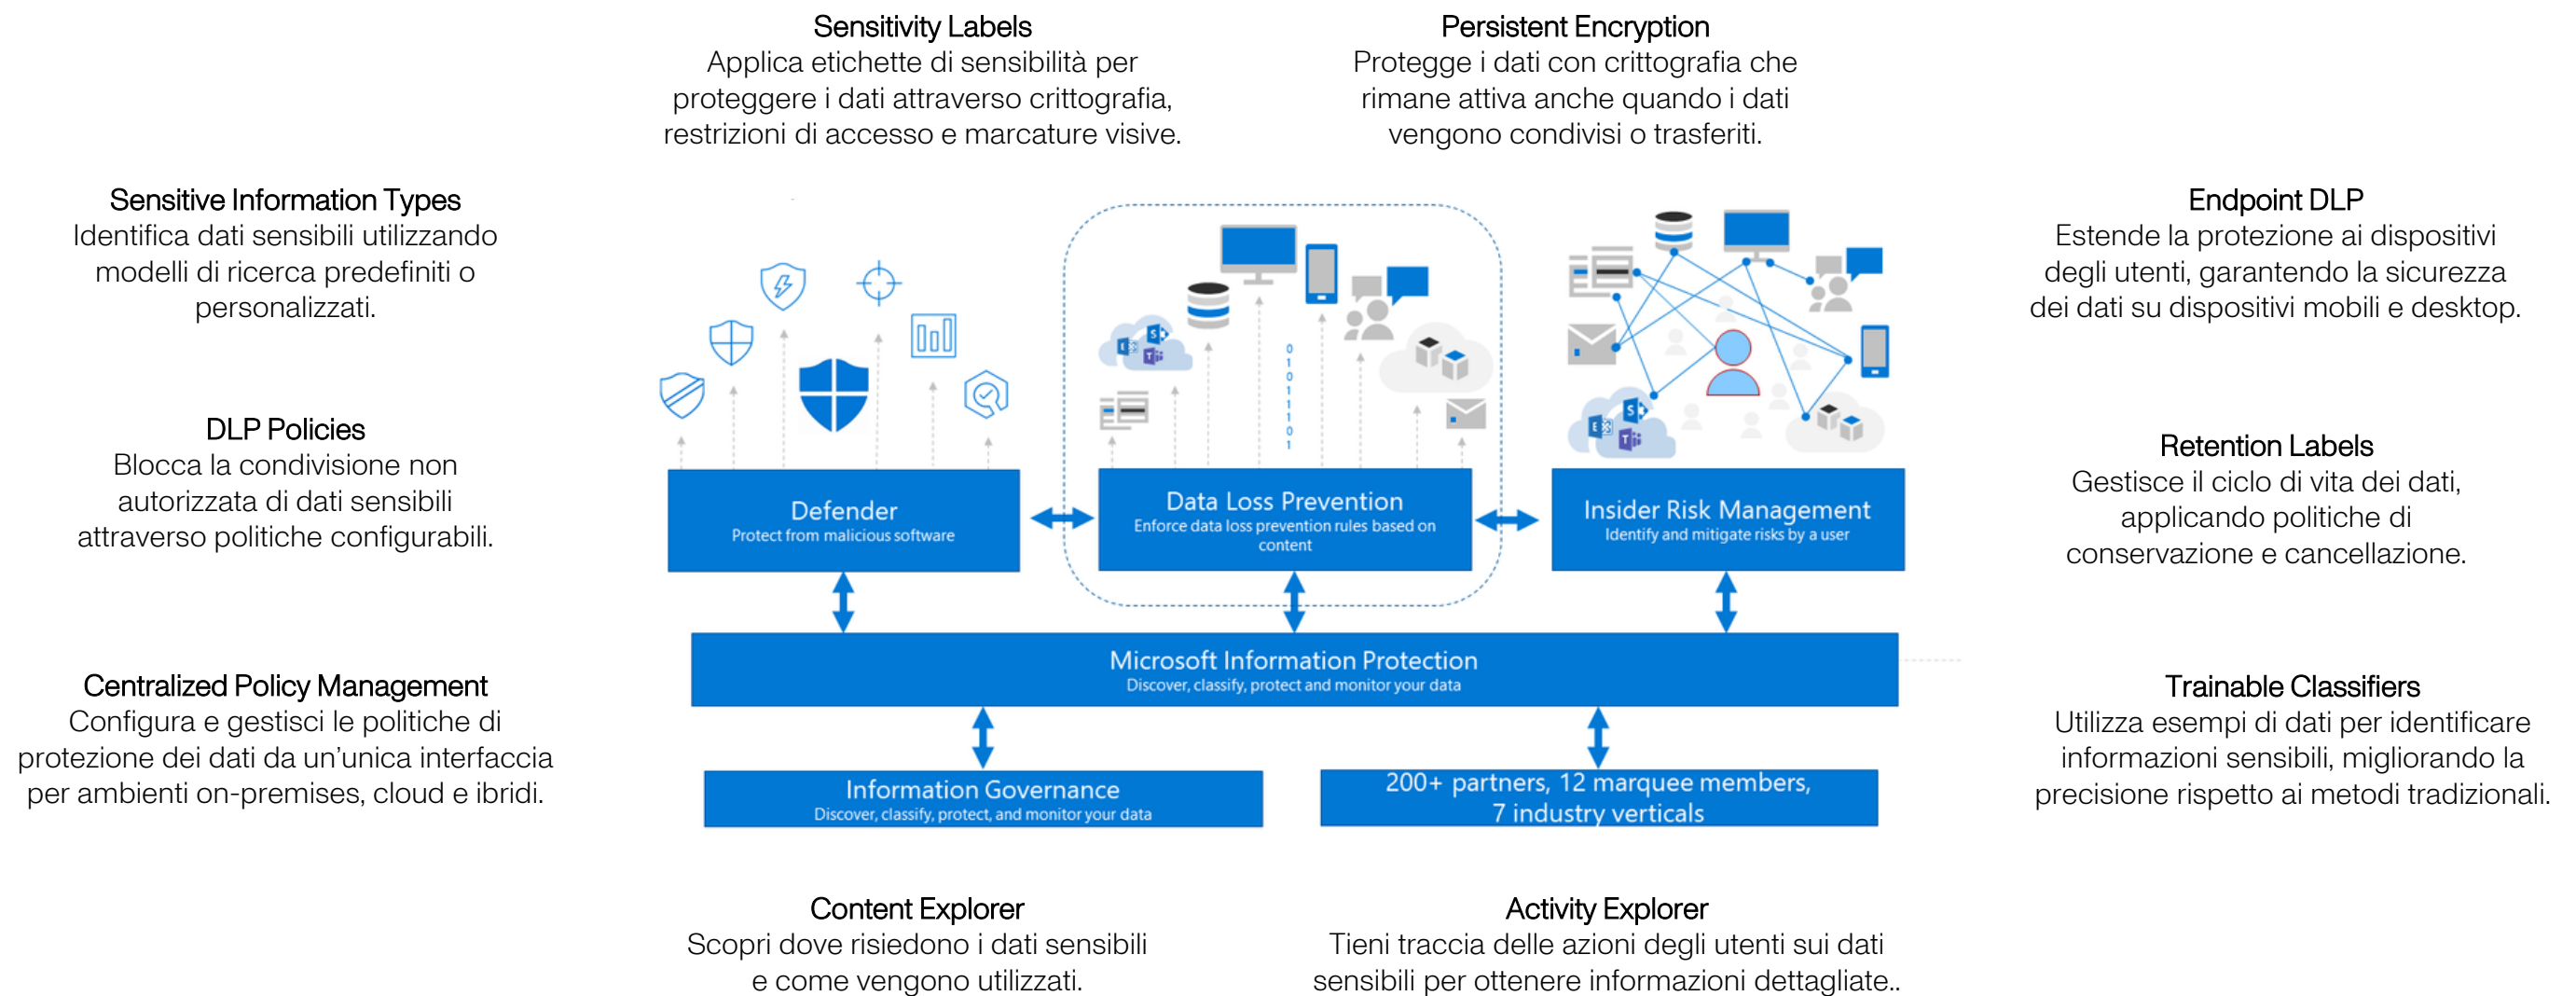 Sensitivity Labels
Applica etichette di sensibilità per
proteggere i dati attraverso crittografia,
restrizioni di accesso e marcature visive.
Persistent Encryption
Protegge i dati con crittografia che
rimane attiva anche quando i dati
vengono condivisi o trasferiti.
Sensitive Information Types
Identifica dati sensibili utilizzando
modelli di ricerca predefiniti o
personalizzati.
DLP Policies
Blocca la condivisione non
autorizzata di dati sensibili
attraverso politiche configurabili.
Centralized Policy Management
Configura e gestisci le politiche di
protezione dei dati da un’unica interfaccia
per ambienti on-premises, cloud e ibridi.
E
S
T
0
1
0
1
1
1
0
1
E
S
T
Defender
Protect from malicious software
Data Loss Prevention
Enforce data loss prevention rules based on
content
Insider Risk Management
Identify and mitigate risks by a user
Microsoft Information Protection
Discover, classify, protect and monitor your data
Information Governance
Discover, classify, protect, and monitor your data
200+ partners, 12 marquee members,
7 industry verticals
Endpoint DLP
Estende la protezione ai dispositivi
degli utenti, garantendo la sicurezza
dei dati su dispositivi mobili e desktop.
Retention Labels
Gestisce il ciclo di vita dei dati,
applicando politiche di
conservazione e cancellazione.
Trainable Classifiers
Utilizza esempi di dati per identificare
informazioni sensibili, migliorando la
precisione rispetto ai metodi tradizionali.
Content Explorer
Scopri dove risiedono i dati sensibili
e come vengono utilizzati.
Activity Explorer
Tieni traccia delle azioni degli utenti sui dati
sensibili per ottenere informazioni dettagliate..